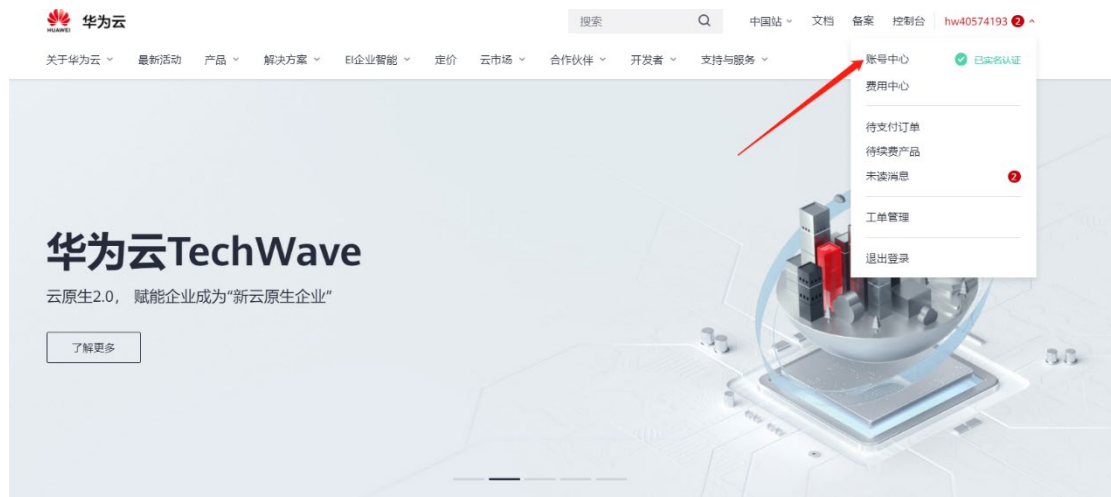 HUAWEI 华为云 搜索 中国站 文档 备案 控制台 hw40574193 2
关于华为云 最新活动 产品 解决方案 EI企业智能 定价 云市场 合作伙伴 开发者 支持与服务
账号中心 已实名认证
费用中心
待支付订单
待续费产品
未读消息 2
工单管理
退出登录
华为云TechWave
云原生2.0， 赋能企业成为“新云原生企业”
了解更多